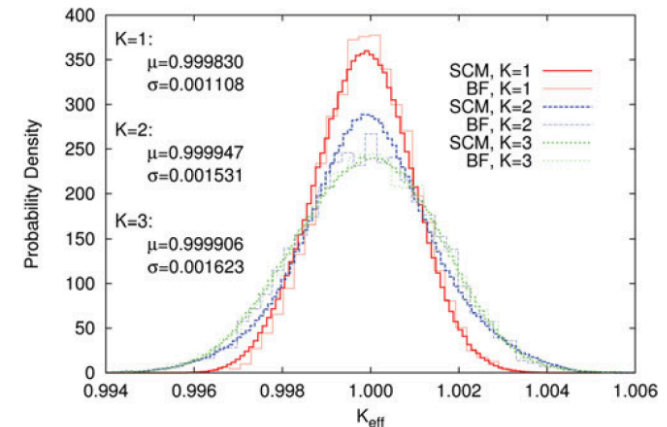 400
350
300
250
200
150
100
50
0
Probability Density
K=1:
μ=0.999830
σ=0.001108
K=2:
μ=0.999947
σ=0.001531
K=3:
μ=0.999906
σ=0.001623
SCM, K=1
BF, K=1
SCM, K=2
BF, K=2
SCM, K=3
BF, K=3
0.994 0.996 0.998 1.000 1.002 1.004 1.006
Keff